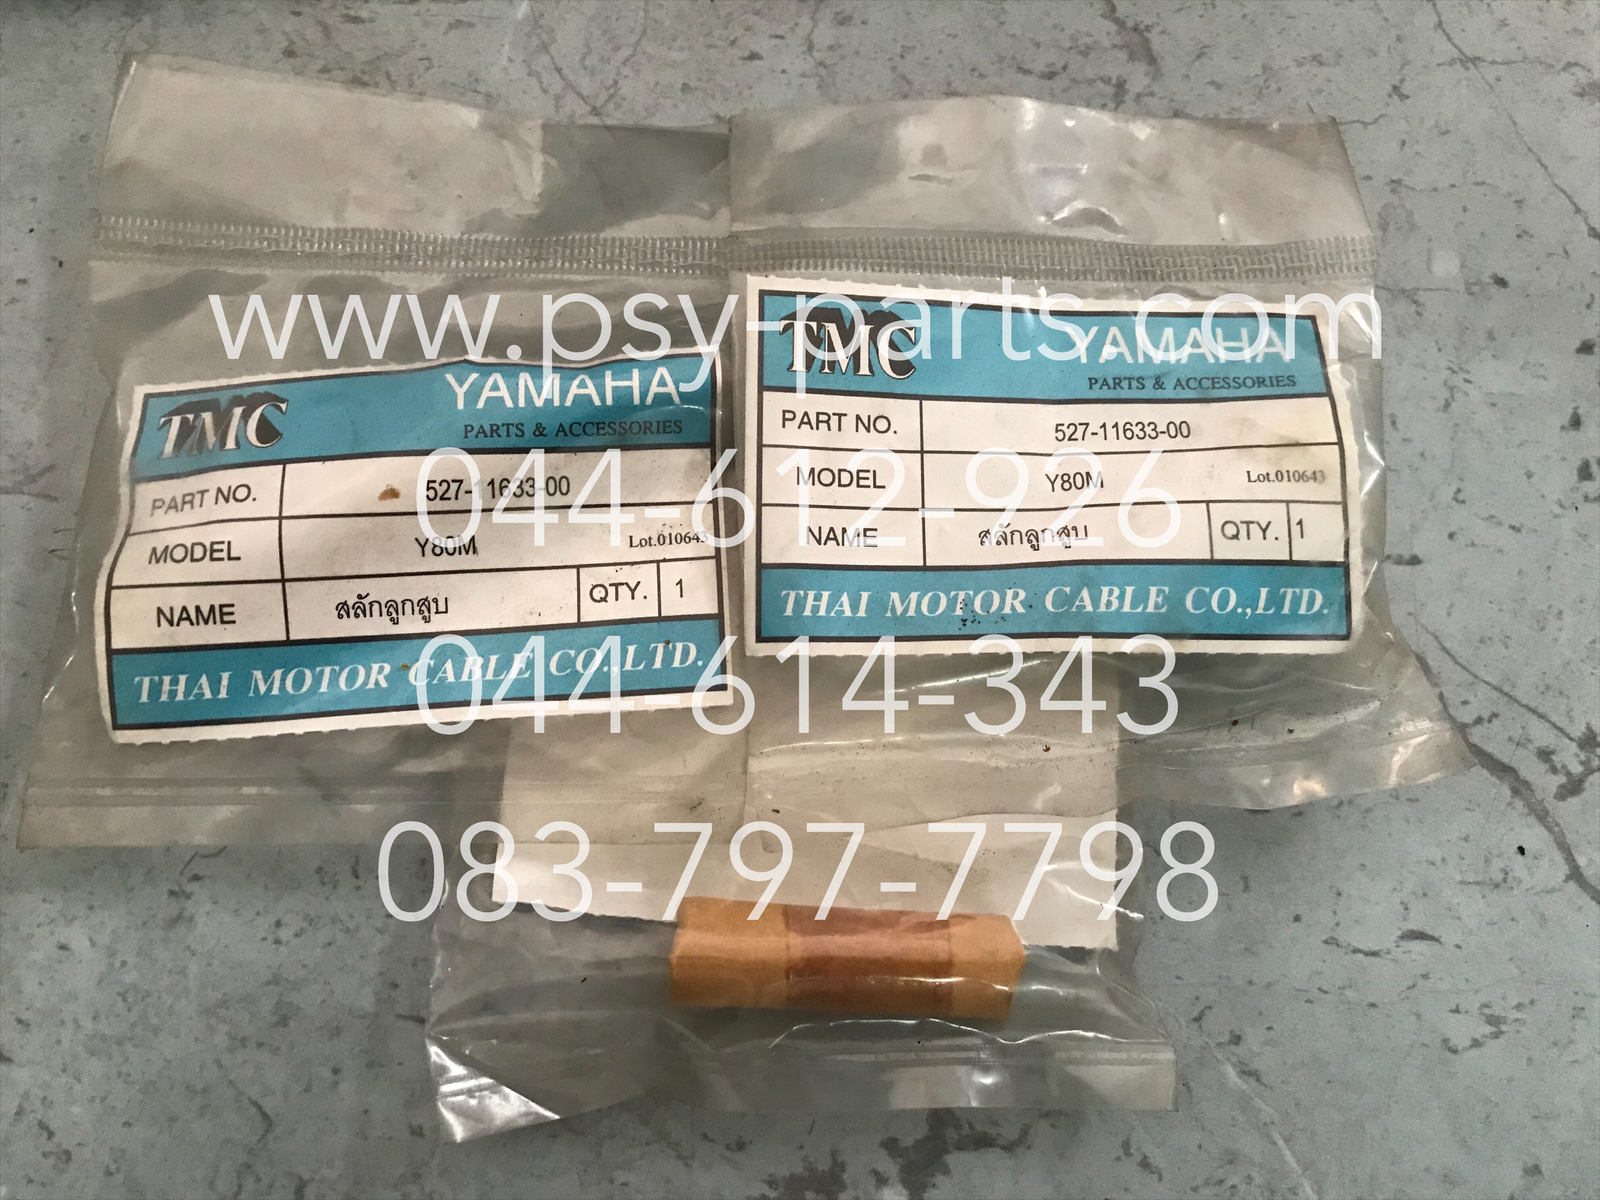 www.psy-parts.com
044-612-926
044-614-343
083-797-7798
TMC YAMAHA
PARTS & ACCESSORIES
PART NO. 527-11633-00
MODEL Y80M Lot.010643
NAME สลักลูกสูบ QTY. 1
THAI MOTOR CABLE CO.,LTD.
TMC YAMAHA
PARTS & ACCESSORIES
PART NO. 527-11633-00
MODEL Y80M Lot.010643
NAME สลักลูกสูบ QTY. 1
THAI MOTOR CABLE CO.,LTD.